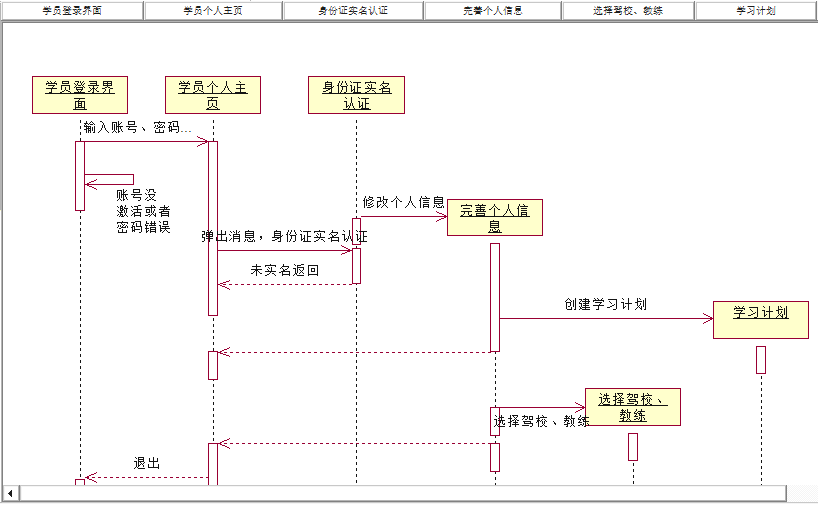 学员登录界面
学员个人主页
身份证实名认证
完善个人信息
选择驾校、教练
学习计划
学员登录界
面
学员个人主
页
身份证实名
认证
输入账号、密码...
账号没
激活或者
密码错误
修改个人信息
完善个人信
息
弹出消息，身份证实名认证
未实名返回
创建学习计划
学习计划
选择驾校、
教练
选择驾校、教练
退出